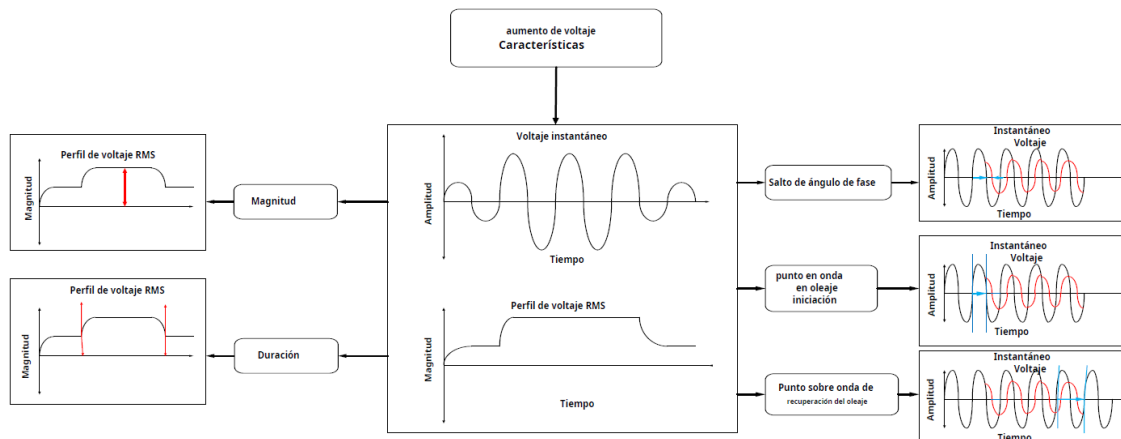 aumento de voltaje
Características
Perfil de voltaje RMS
Magnitud
Magnitud
Perfil de voltaje RMS
Magnitud
Duración
Voltaje instantáneo
Amplitud
Tiempo
Perfil de voltaje RMS
Magnitud
Tiempo
Salto de ángulo de fase
Instantáneo
Voltaje
Amplitud
Tiempo
punto en onda
en oleaje
iniciación
Instantáneo
Voltaje
Amplitud
Tiempo
Punto sobre onda de
recuperación del oleaje
Instantáneo
Voltaje
Amplitud
Tiempo